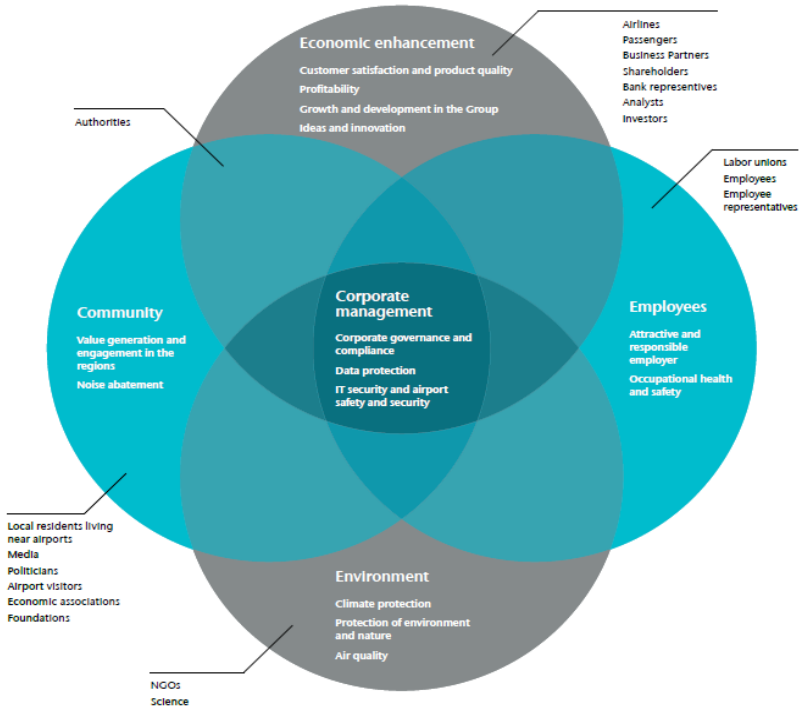 Economic enhancement
Customer satisfaction and product quality
Profitability
Growth and development in the Group
Ideas and innovation
Airlines
Passengers
Business Partners
Shareholders
Bank representives
Analysts
Investors
Authorities
Labor unions
Employees
Employee
representatives
Community
Value generation and
engagement in the
regions
Noise abatement
Corporate
management
Corporate governance and
compliance
Data protection
IT security and airport
safety and security
Employees
Attractive and
responsible
employer
Occupational health
and safety
Local residents living
near airports
Media
Politicians
Airport visitors
Economic associations
Foundations
Environment
Climate protection
Protection of environment
and nature
Air quality
NGOs
Science